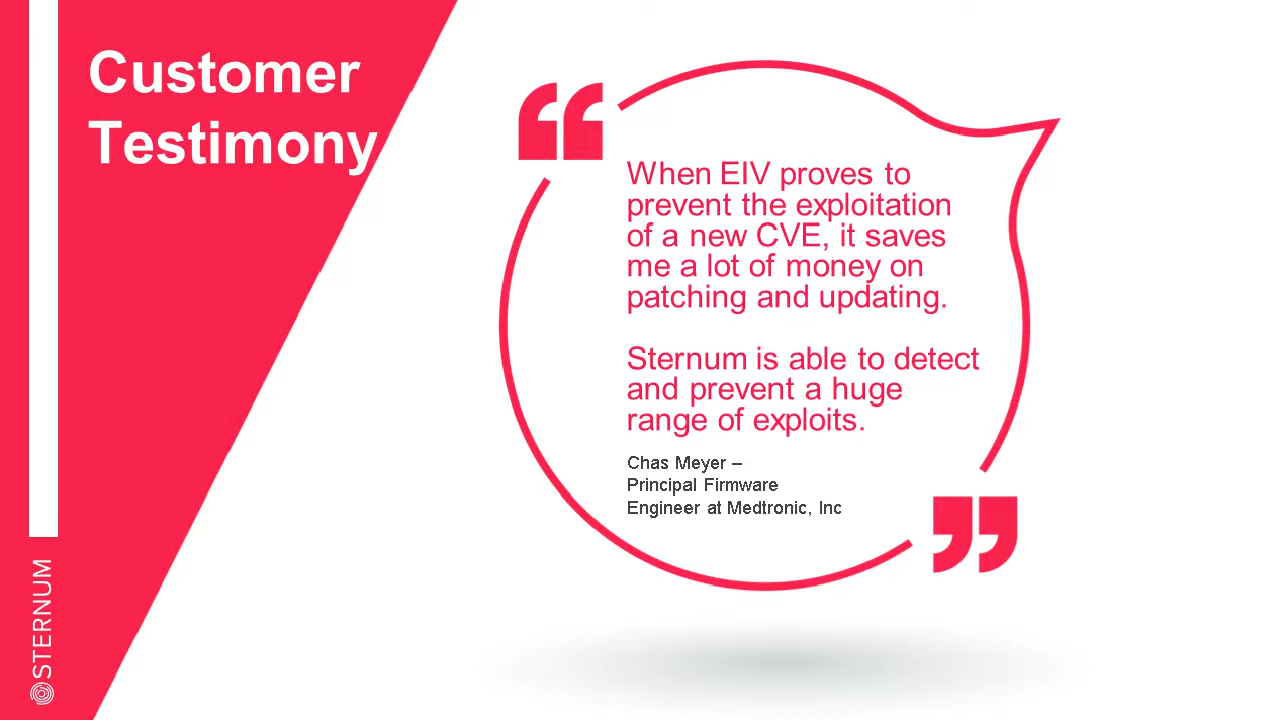 Customer
Testimony
When EIV proves to
prevent the exploitation
of a new CVE, it saves
me a lot of money on
patching and updating.
Sternum is able to detect
and prevent a huge
range of exploits.
Chas Meyer –
Principal Firmware
Engineer at Medtronic, Inc
STERNUM